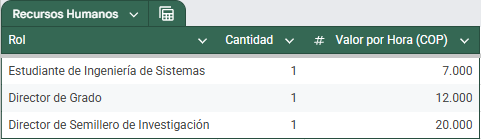 Recursos Humanos
Rol Cantidad # Valor por Hora (COP)
Estudiante de Ingeniería de Sistemas 1 7.000
Director de Grado 1 12.000
Director de Semillero de Investigación 1 20.000